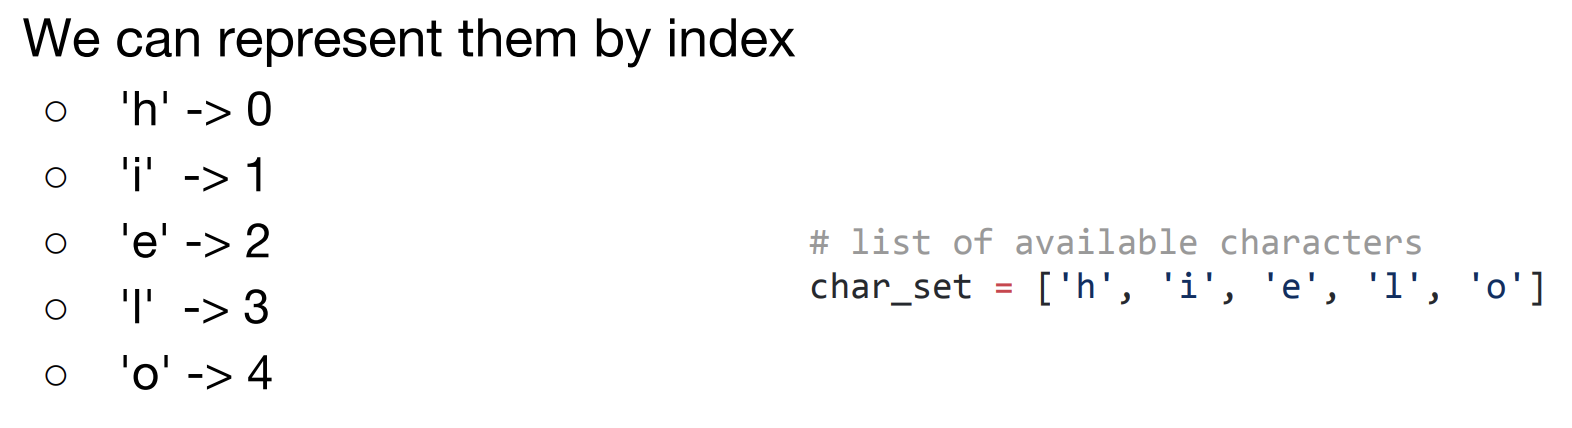 We can represent them by index
○ 'h' -> 0
○ 'i' -> 1
○ 'e' -> 2
○ 'l' -> 3
○ 'o' -> 4
# list of available characters
char_set = ['h', 'i', 'e', 'l', 'o']